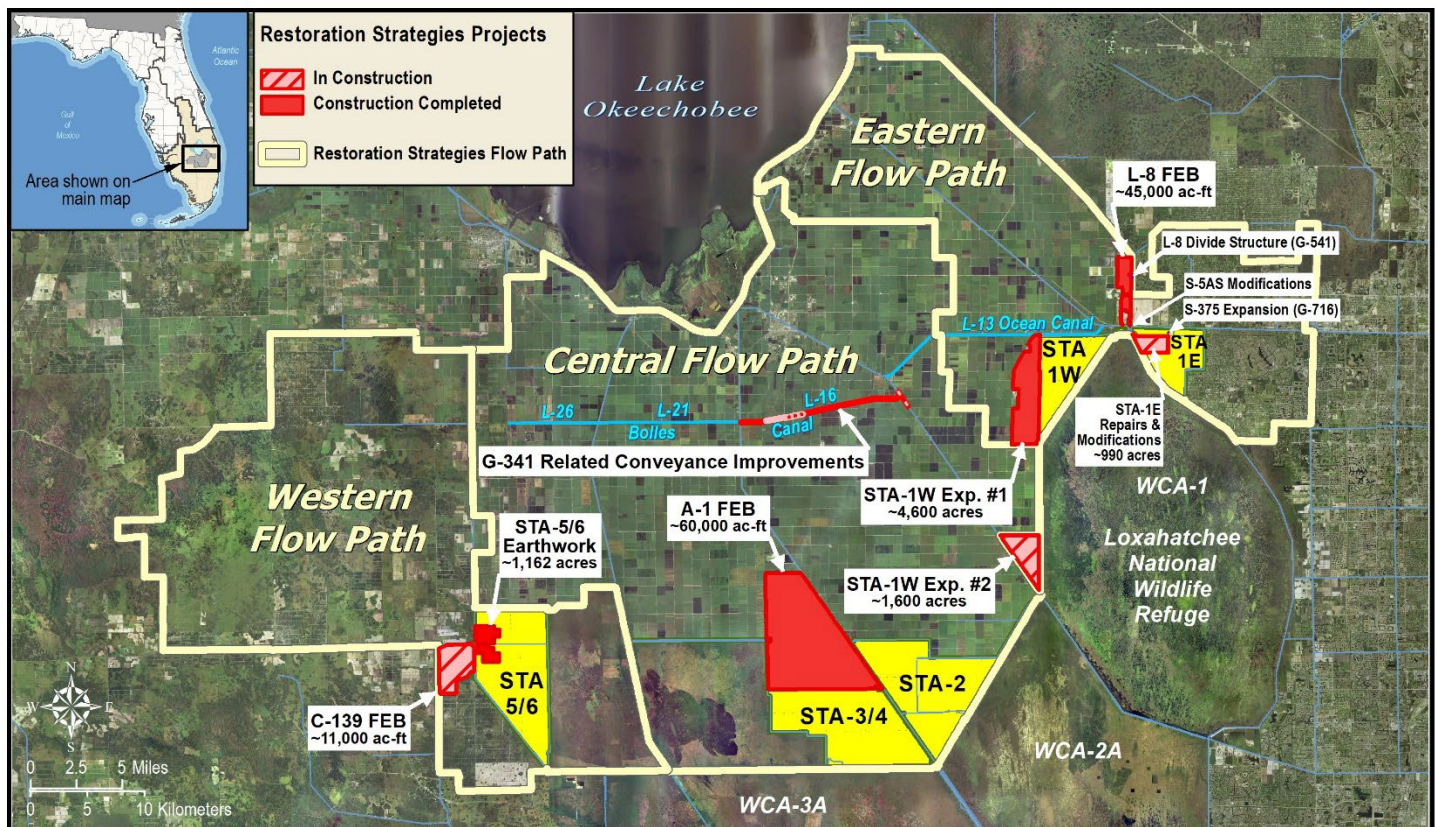 Atlantic
Ocean
Gulf
of
Mexico
Area shown on
main map
Restoration Strategies Projects
In Construction
Construction Completed
Restoration Strategies Flow Path
Lake
Okeechobee
Eastern
Flow Path
L-8 FEB
~45,000 ac-ft
L-8 Divide Structure (G-541)
S-5AS Modifications
S-375 Expansion (G-716)
L-13 Ocean Canal
STA
1W
STA
1E
Central Flow Path
L-26
L-21
L-16
Bolles
Canal
STA-1E
Repairs &
Modifications
~990 acres
G-341 Related Conveyance Improvements
Western
Flow Path
STA-5/6
Earthwork
~1,162 acres
A-1 FEB
~60,000 ac-ft
STA-1W Exp. #1
~4,600 acres
WCA-1
Loxahatchee
National
Wildlife
Refuge
STA-1W Exp. #2
~1,600 acres
STA
5/6
STA-2
STA-3/4
C-139 FEB
~11,000 ac-ft
WCA-2A
WCA-3A
N
W
E
S
0 2.5 5 Miles
0 5 10 Kilometers